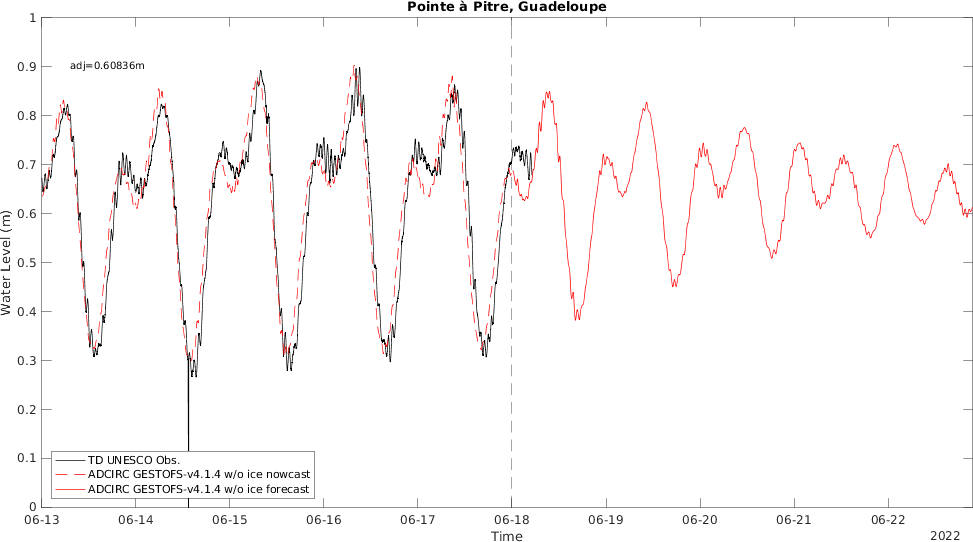 Pointe à Pitre, Guadeloupe
1
0.9
adj=0.60836m
0.8
0.7
0.6
0.5
0.4
0.3
0.2
0.1
0
Water Level (m)
TD UNESCO Obs.
ADCIRC GESTOFS-v4.1.4 w/o ice nowcast
ADCIRC GESTOFS-v4.1.4 w/o ice forecast
06-13 06-14 06-15 06-16 06-17 06-18 06-19 06-20 06-21 06-22
Time
2022